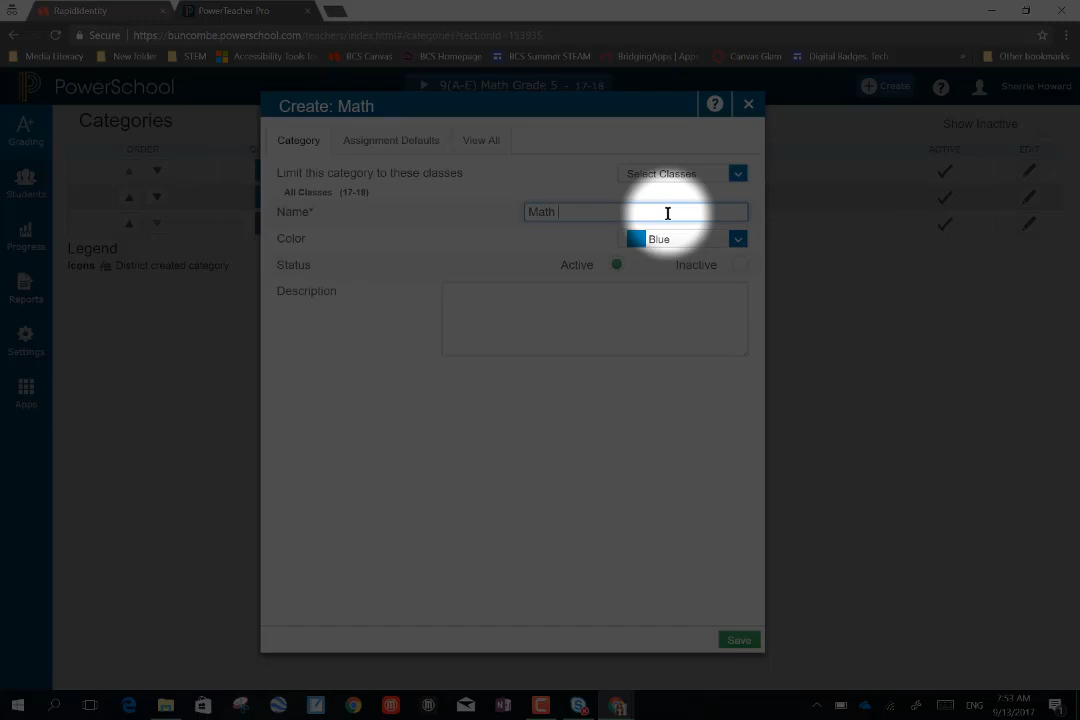 RapidIdentity
PowerTeacher Pro
Secure
https://buncombe.powerschool.com/teachers/index.html#/categories?sectionId=153935
Media Literacy
New folder
STEM
Accessibility Tools fo
BCS Canvas
BCS Homepage
BCS Summer STEAM
BridgingApps | Apps
Canvas Glam
Digital Badges, Tech
»
Other bookmarks
PowerSchool
9(A-E) Math Grade 5 - 17-18
Create
?
Sherrie Howard
A+
Grading
Students
Progress
Reports
Settings
Apps
Categories
Show Inactive
ORDER
ACTIVE
EDIT
Legend
Icons
District created category
Create: Math
?
Category
Assignment Defaults
View All
Limit this category to these classes
Select Classes
All Classes (17-18)
Name*
Math
Color
Blue
Status
Active
Inactive
Description
Save
ENG
7:53 AM
9/13/2017